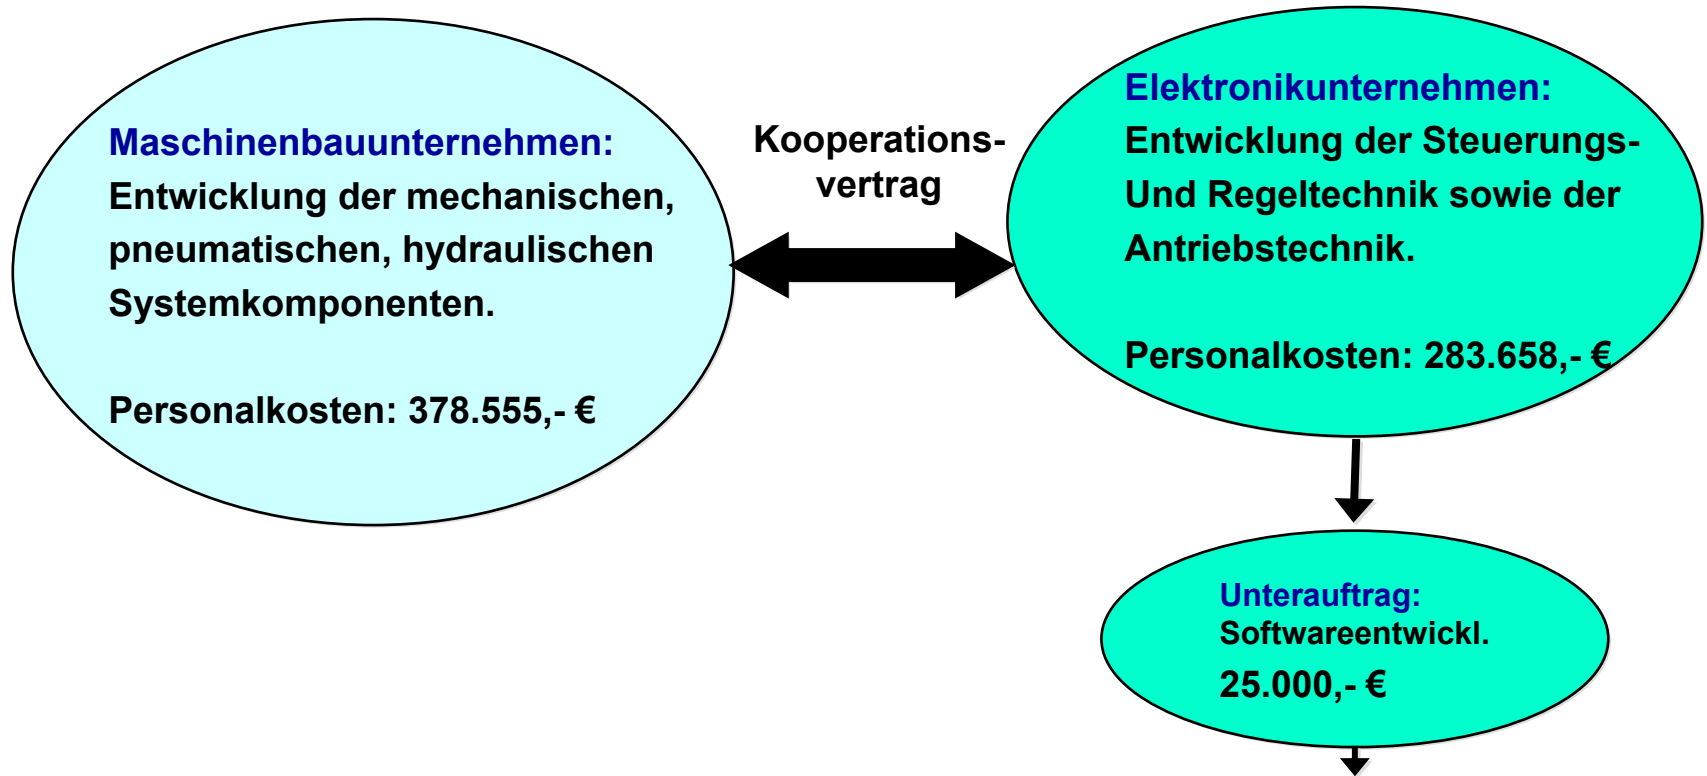 Maschinenbauunternehmen:
Entwicklung der mechanischen,
pneumatischen, hydraulischen
Systemkomponenten.
Personalkosten: 378.555,- €
Kooperations-
vertrag
Elektronikunternehmen:
Entwicklung der Steuerungs-
Und Regeltechnik sowie der
Antriebstechnik.
Personalkosten: 283.658,- €
Unterauftrag:
Softwareentwickl.
25.000,- €